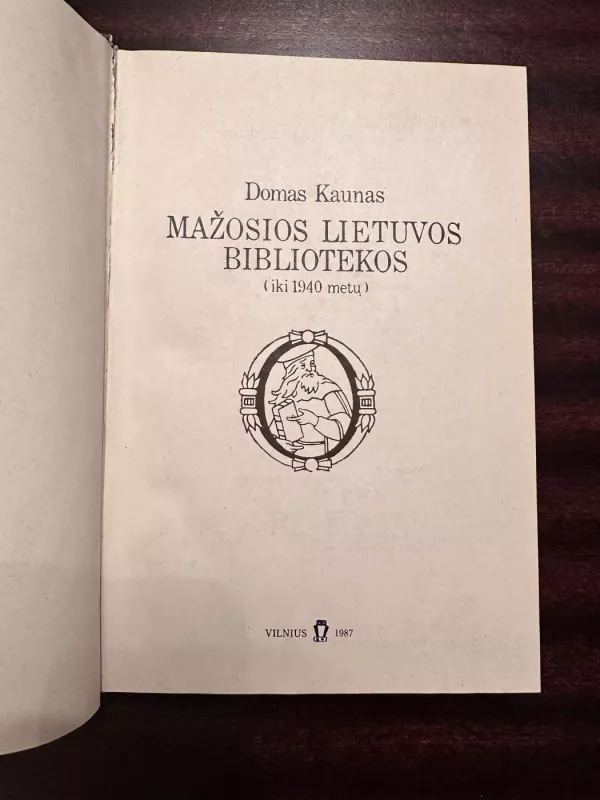 Domas Kaunas
MAŽOSIOS LIETUVOS
BIBLIOTEKOS
(iki 1940 metų)
VILNIUS 1987